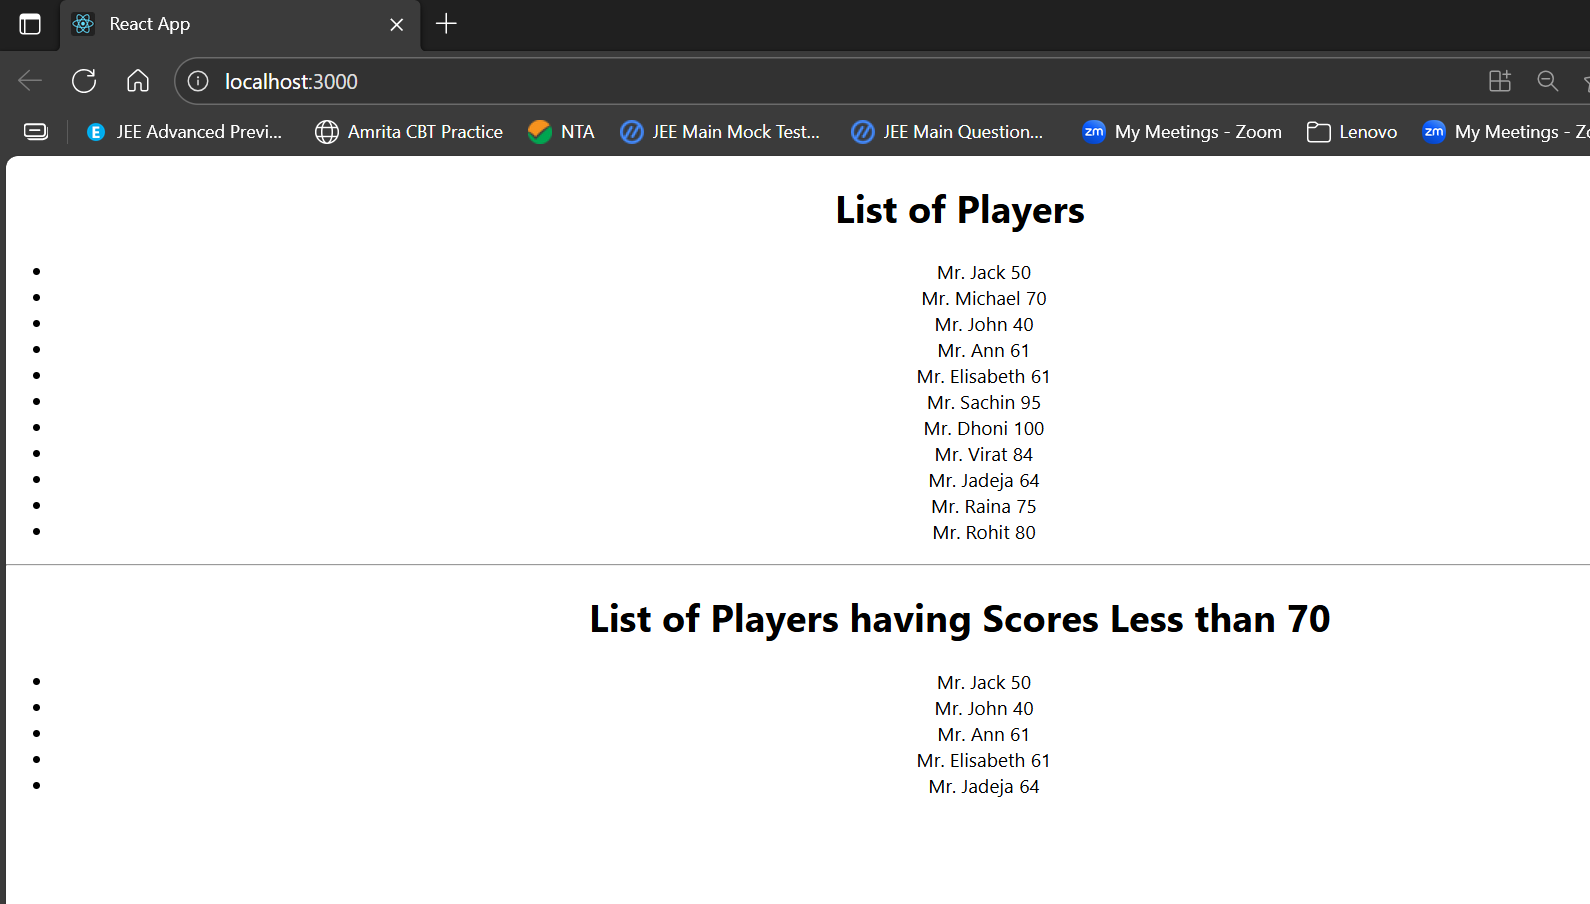 React App
localhost:3000
JEE Advanced Previ... Amrita CBT Practice NTA JEE Main Mock Test... JEE Main Question... zm My Meetings - Zoom Lenovo zm My Meetings - Zo
List of Players
Mr. Jack 50
Mr. Michael 70
Mr. John 40
Mr. Ann 61
Mr. Elisabeth 61
Mr. Sachin 95
Mr. Dhoni 100
Mr. Virat 84
Mr. Jadeja 64
Mr. Raina 75
Mr. Rohit 80
List of Players having Scores Less than 70
Mr. Jack 50
Mr. John 40
Mr. Ann 61
Mr. Elisabeth 61
Mr. Jadeja 64